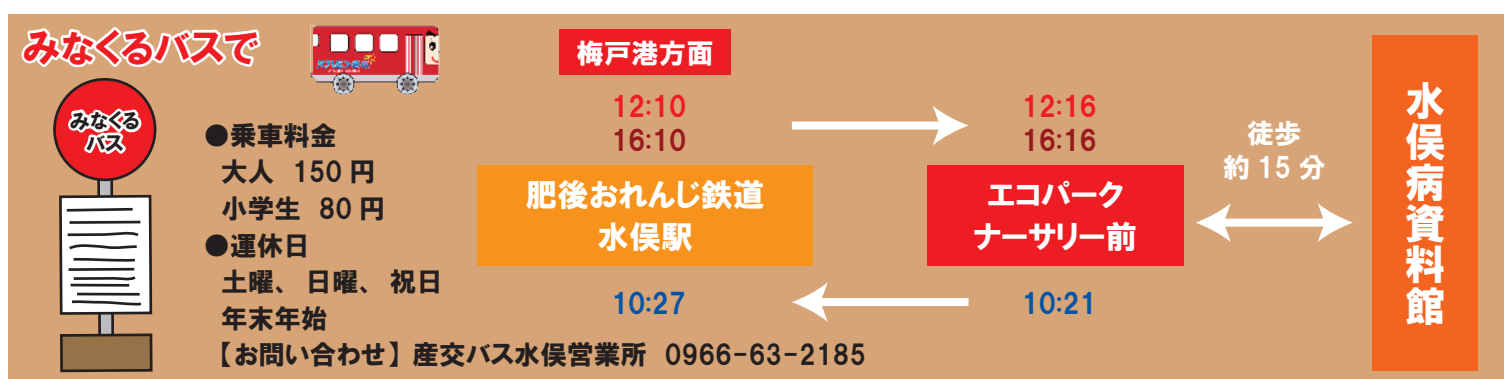 みなくるバスで
みなくる
バス
●乗車料金
大人 150円
小学生 80円
●運休日
土曜、日曜、祝日
年末年始
【お問い合わせ】産交バス水俣営業所 0966-63-2185
梅戸港方面
12:10
16:10
肥後おれんじ鉄道
水俣駅
10:27
12:16
16:16
エコパーク
ナーサリー前
10:21
徒歩
約15分
水俣病資料館